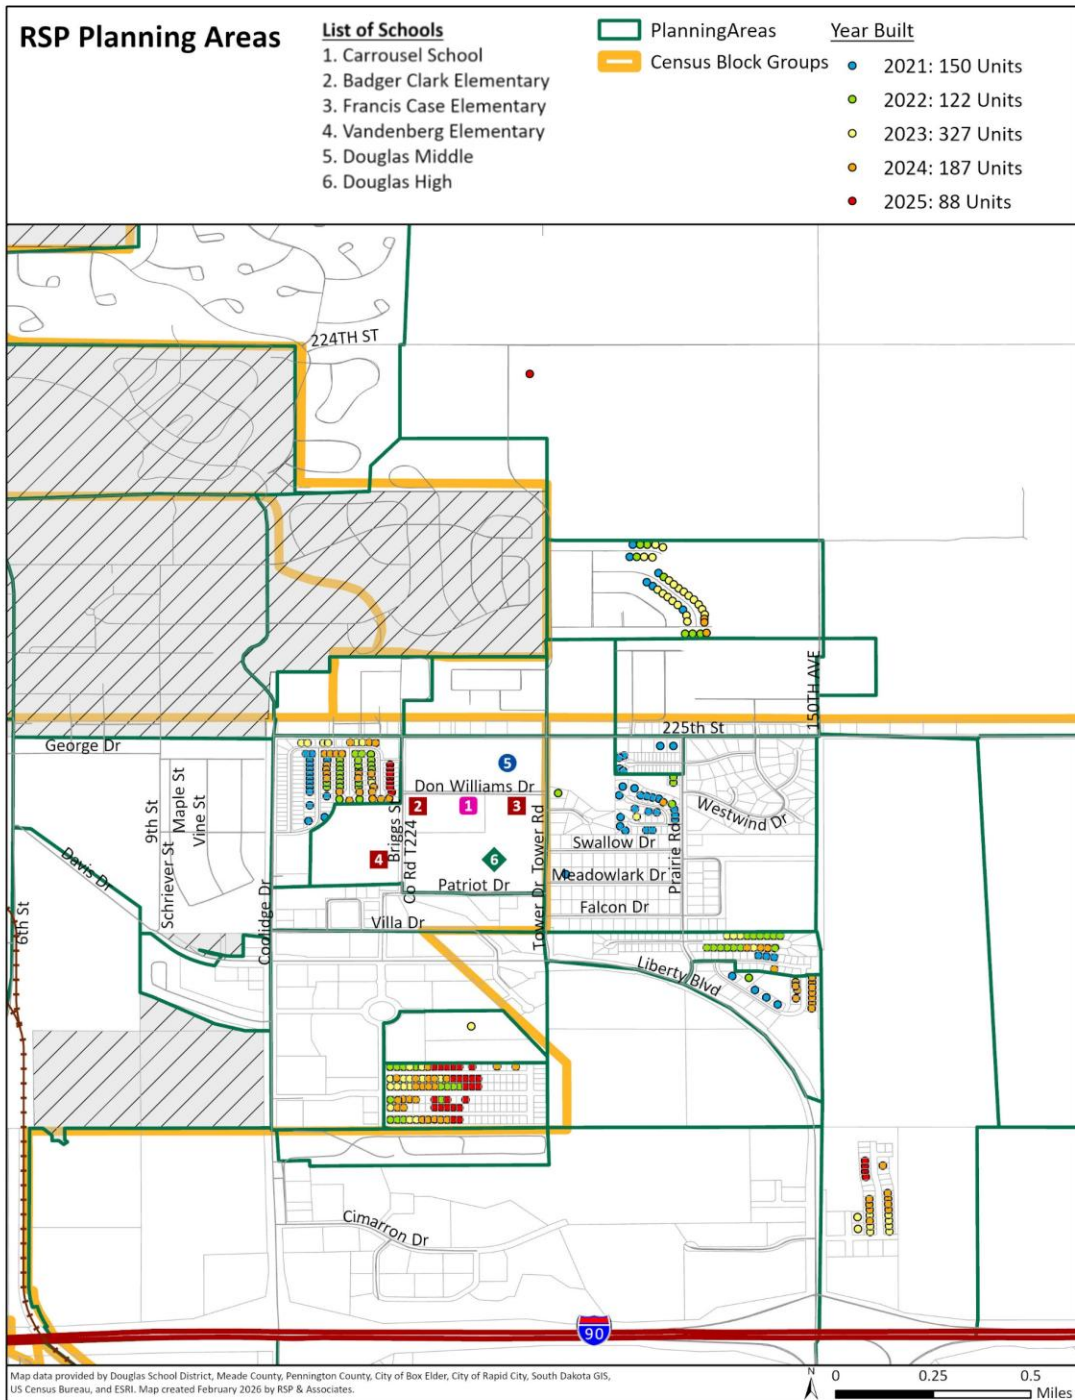 RSP Planning Areas
List of Schools
1. Carrousel School
2. Badger Clark Elementary
3. Francis Case Elementary
4. Vandenberg Elementary
5. Douglas Middle
6. Douglas High
PlanningAreas
Census Block Groups
Year Built
2021: 150 Units
2022: 122 Units
2023: 327 Units
2024: 187 Units
2025: 88 Units
224TH ST
150TH AVE
225th St
George Dr
5
Don Williams Dr
2
1
3
9th St
Maple St
Vine St
Schriever St
Briggs S
Co Rd T224
Tower Rd
Westwind Dr
Prairie Rd
Swallow Dr
4
6
Davis Dr
Patriot Dr
Meadowlark Dr
6th St
Coolidge Dr
Villa Dr
Tower Dr
Falcon Dr
Liberty Blvd
Cimarron Dr
90
Map data provided by Douglas School District, Meade County, Pennington County, City of Box Elder, City of Rapid City, South Dakota GIS,
US Census Bureau, and ESRI. Map created February 2026 by RSP & Associates.
N
0 0.25 0.5
Miles